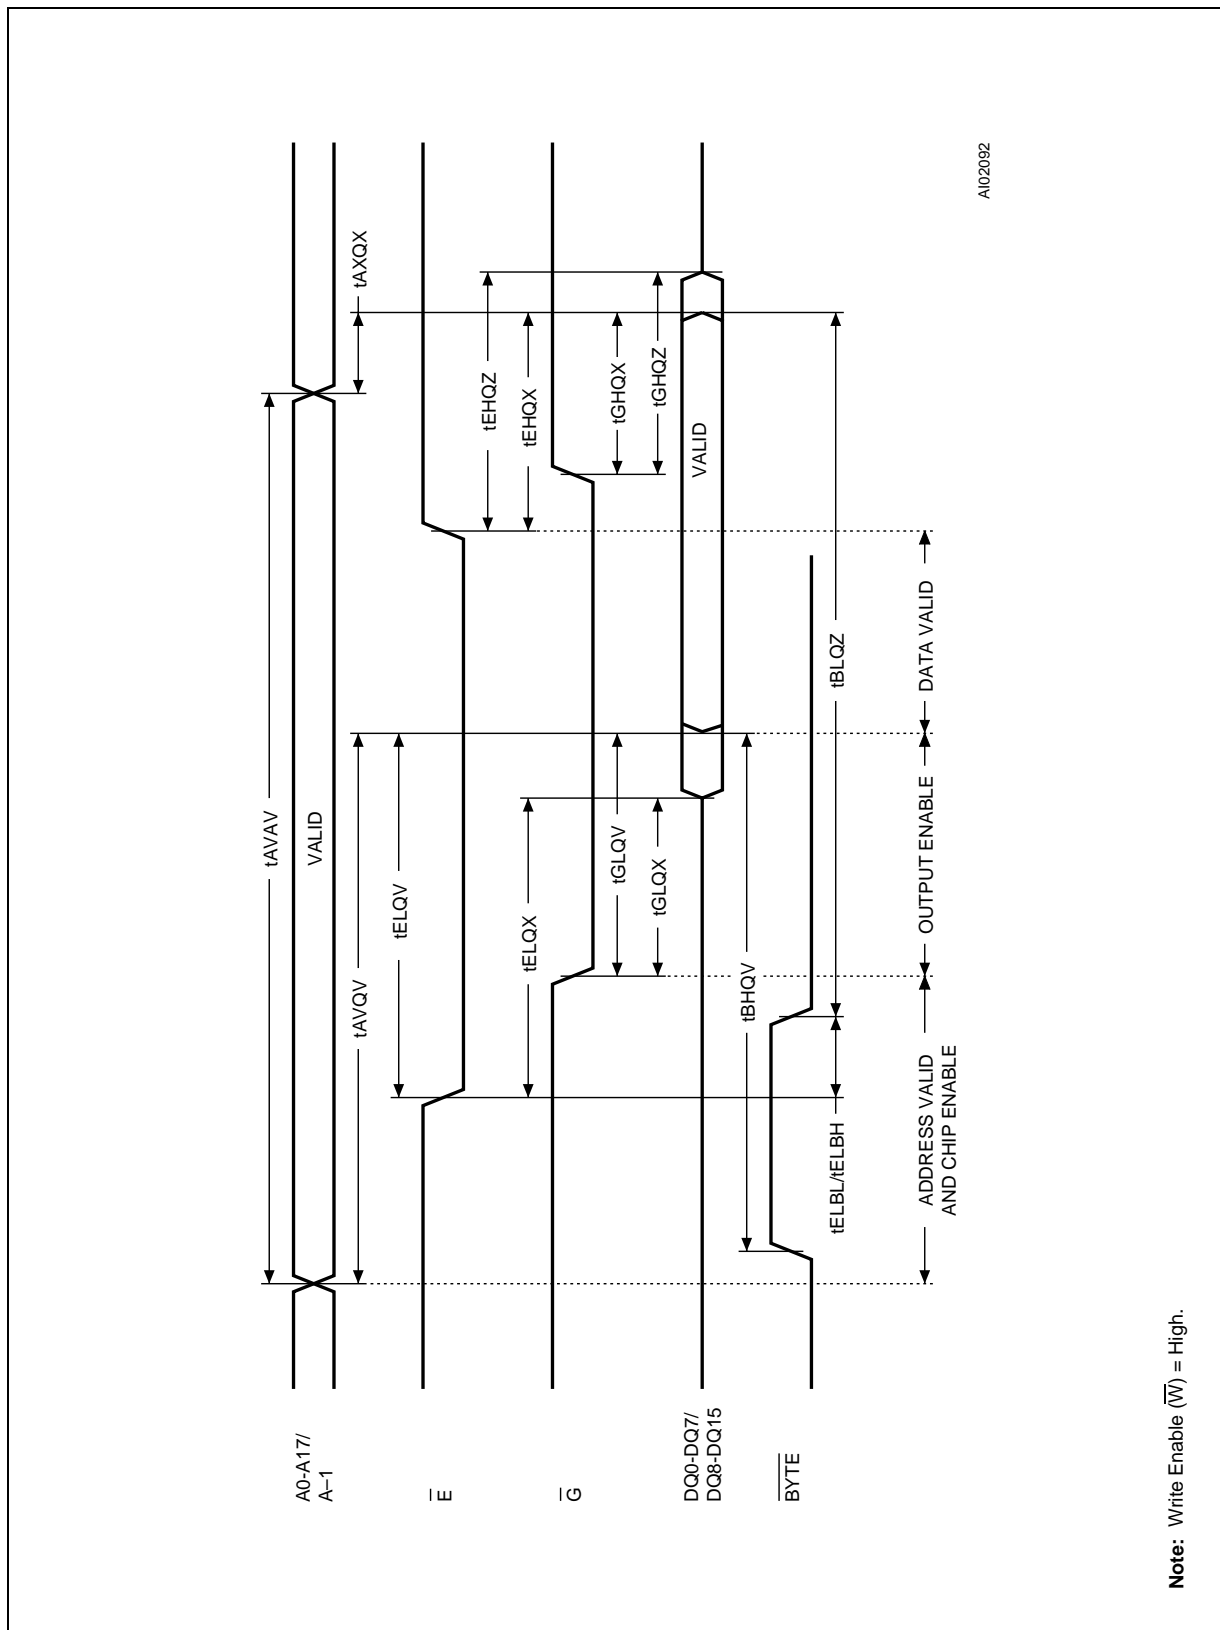 tAVAV
A0-A17/
A–1
VALID
tAVQV
tAXQX
tELQV
E
tEHQZ
tELQX
tEHQX
G
tGLQV
tGHQX
tGLQX
tGHQZ
DQ0-DQ7/
DQ8-DQ15
VALID
tBHQV
BYTE
tELBL/tELBH
tBLQZ
ADDRESS VALID
AND CHIP ENABLE
OUTPUT ENABLE
DATA VALID
AI02092
Note: Write Enable (W̅) = High.